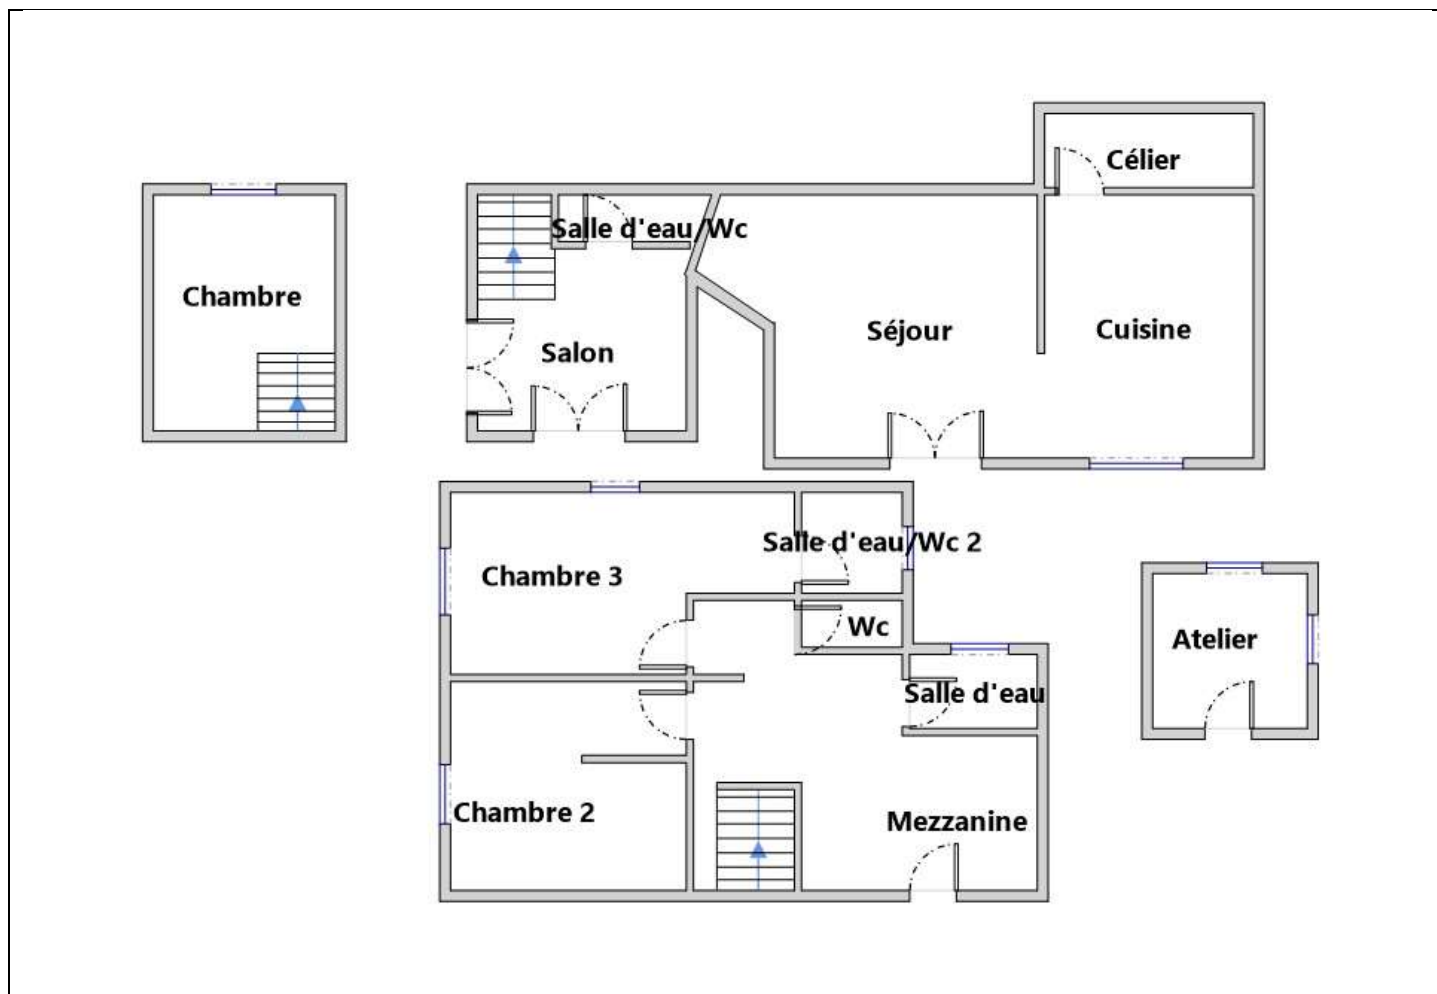 Célier
Salle d'eau/Wc
Chambre
Séjour
Cuisine
Salon
Salle d'eau/Wc 2
Chambre 3
Wc
Atelier
Salle d'eau
Chambre 2
Mezzanine